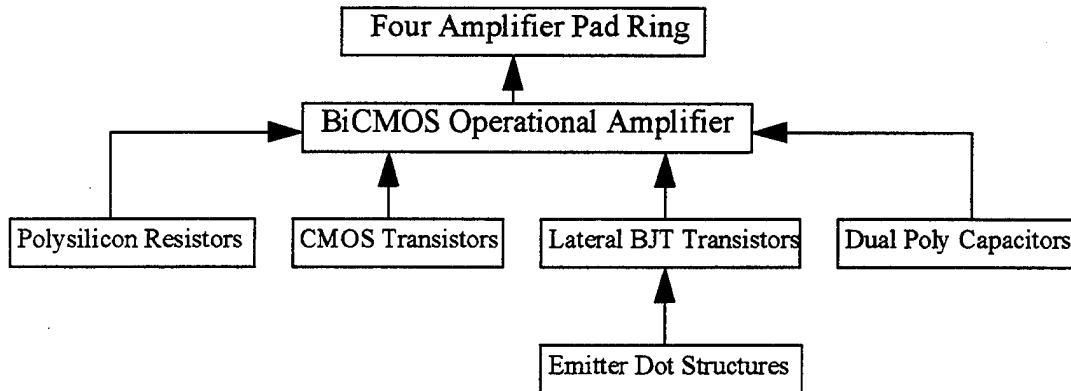 Four Amplifier Pad Ring
BiCMOS Operational Amplifier
Polysilicon Resistors
CMOS Transistors
Lateral BJT Transistors
Dual Poly Capacitors
Emitter Dot Structures